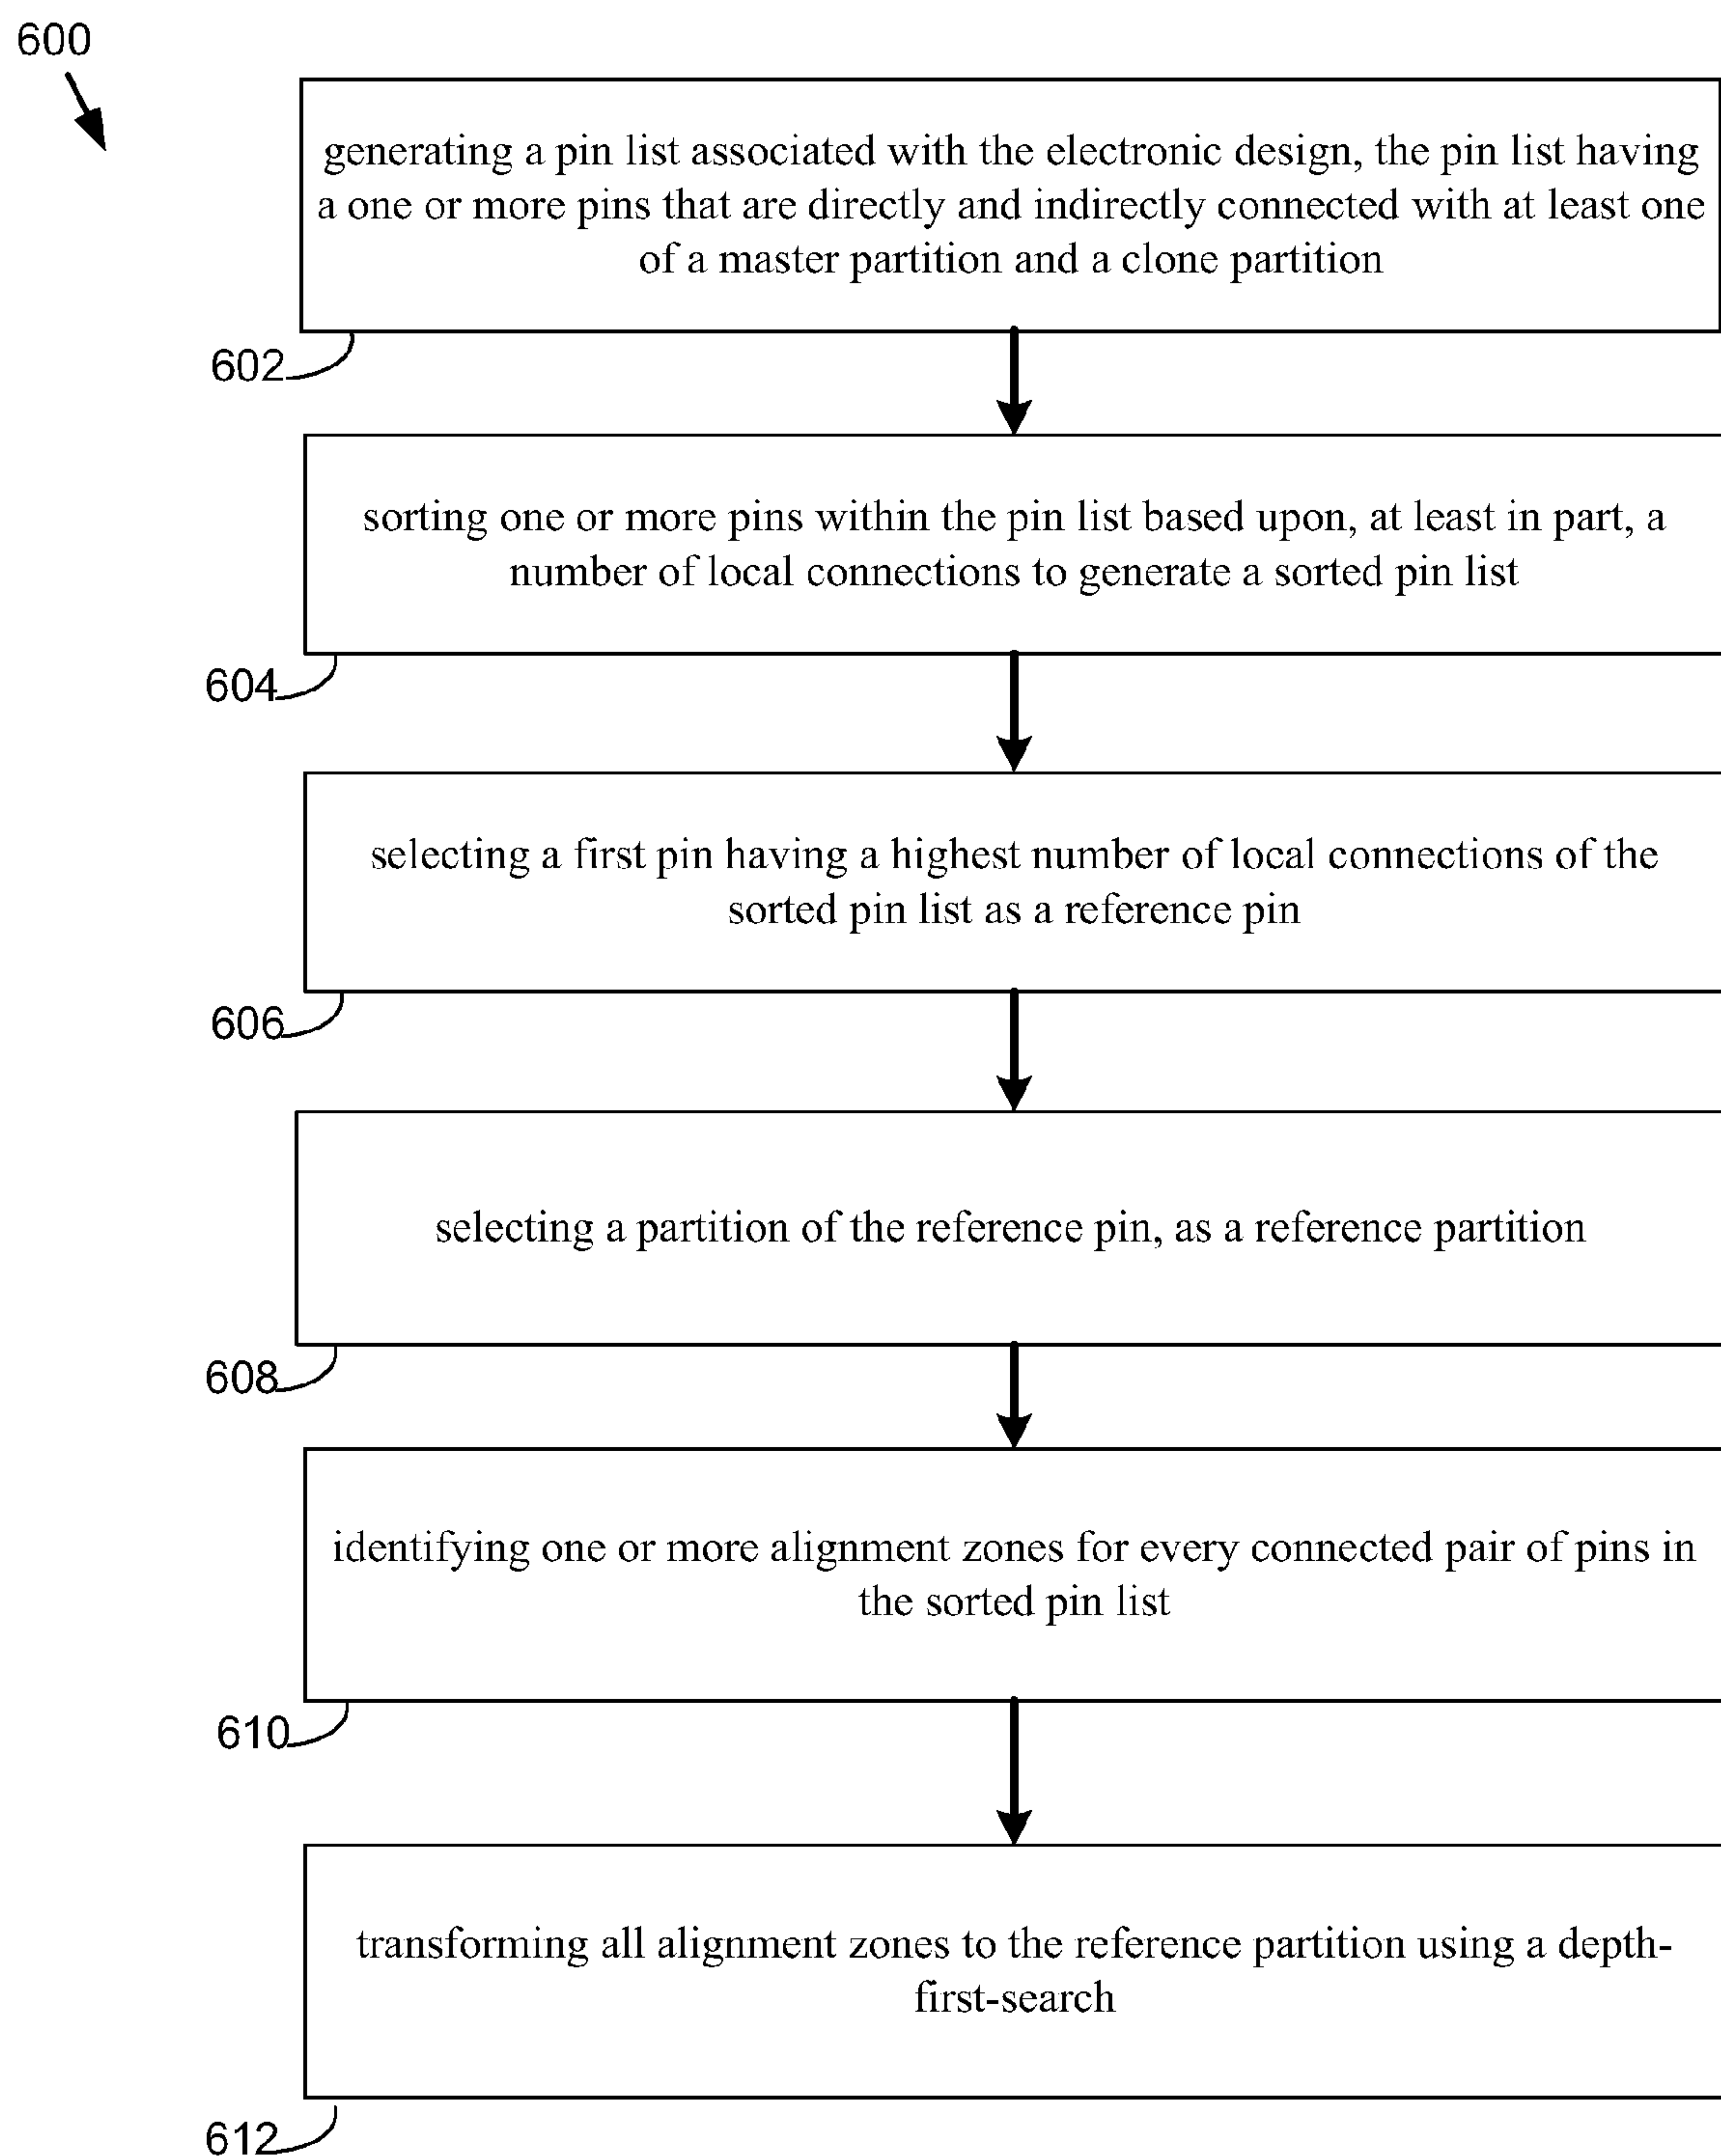 600
generating a pin list associated with the electronic design, the pin list having
a one or more pins that are directly and indirectly connected with at least one
of a master partition and a clone partition
602
sorting one or more pins within the pin list based upon, at least in part, a
number of local connections to generate a sorted pin list
604
selecting a first pin having a highest number of local connections of the
sorted pin list as a reference pin
606
selecting a partition of the reference pin, as a reference partition
608
identifying one or more alignment zones for every connected pair of pins in
the sorted pin list
610
transforming all alignment zones to the reference partition using a depth-
first-search
612